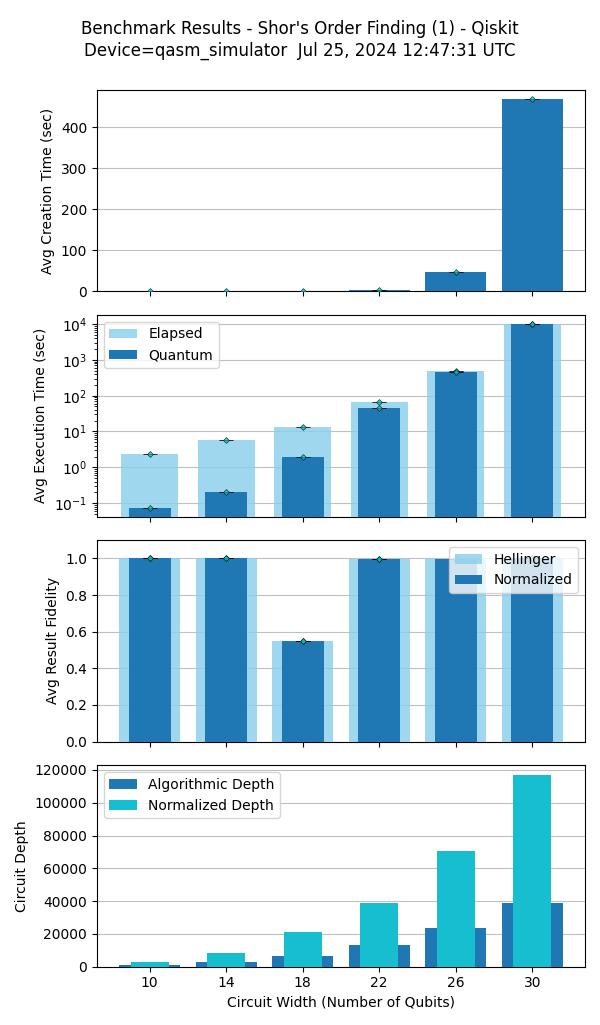 Benchmark Results - Shor's Order Finding (1) - Qiskit
Device=qasm_simulator  Jul 25, 2024 12:47:31 UTC
Avg Creation Time (sec)
400
300
200
100
0
Avg Execution Time (sec)
10⁴
10³
10²
10¹
10⁰
10⁻¹
Elapsed
Quantum
Avg Result Fidelity
1.0
0.8
0.6
0.4
0.2
0.0
Hellinger
Normalized
Circuit Depth
120000
100000
80000
60000
40000
20000
0
Algorithmic Depth
Normalized Depth
10 14 18 22 26 30
Circuit Width (Number of Qubits)